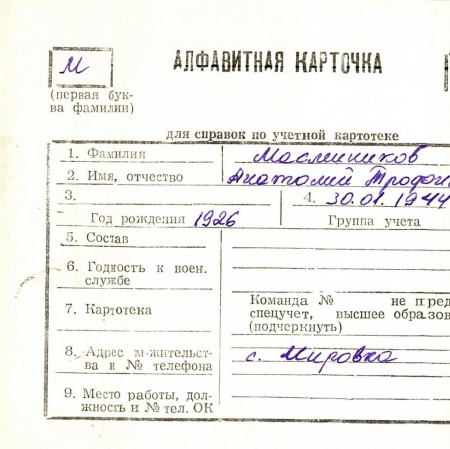 М
АЛФАВИТНАЯ КАРТОЧКА
(первая бук-
ва фамилии)
для справок по учетной картотеке
1. Фамилия Масленников
2. Имя, отчество Анатолий Трофи
3. 4. 30.01.1944
Год рождения 1926 Группа учета
5. Состав
6. Годность к воен.
службе
7. Картотека Команда № не пред
спецучет, высшее образов
(подчеркнуть)
8. Адрес м-жительст-
ва и № телефона с. Мировка
9. Место работы, дол-
жность и № тел. ОК